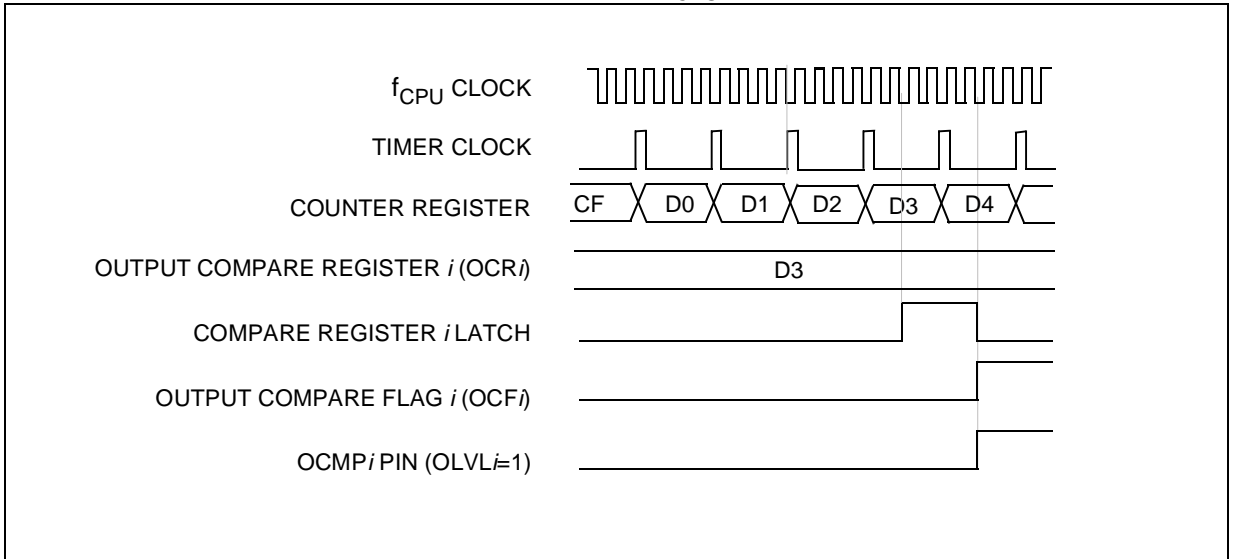 fCPU CLOCK
TIMER CLOCK
COUNTER REGISTER CF D0 D1 D2 D3 D4
OUTPUT COMPARE REGISTER i (OCRi) D3
COMPARE REGISTER i LATCH
OUTPUT COMPARE FLAG i (OCFi)
OCMPi PIN (OLVLi=1)